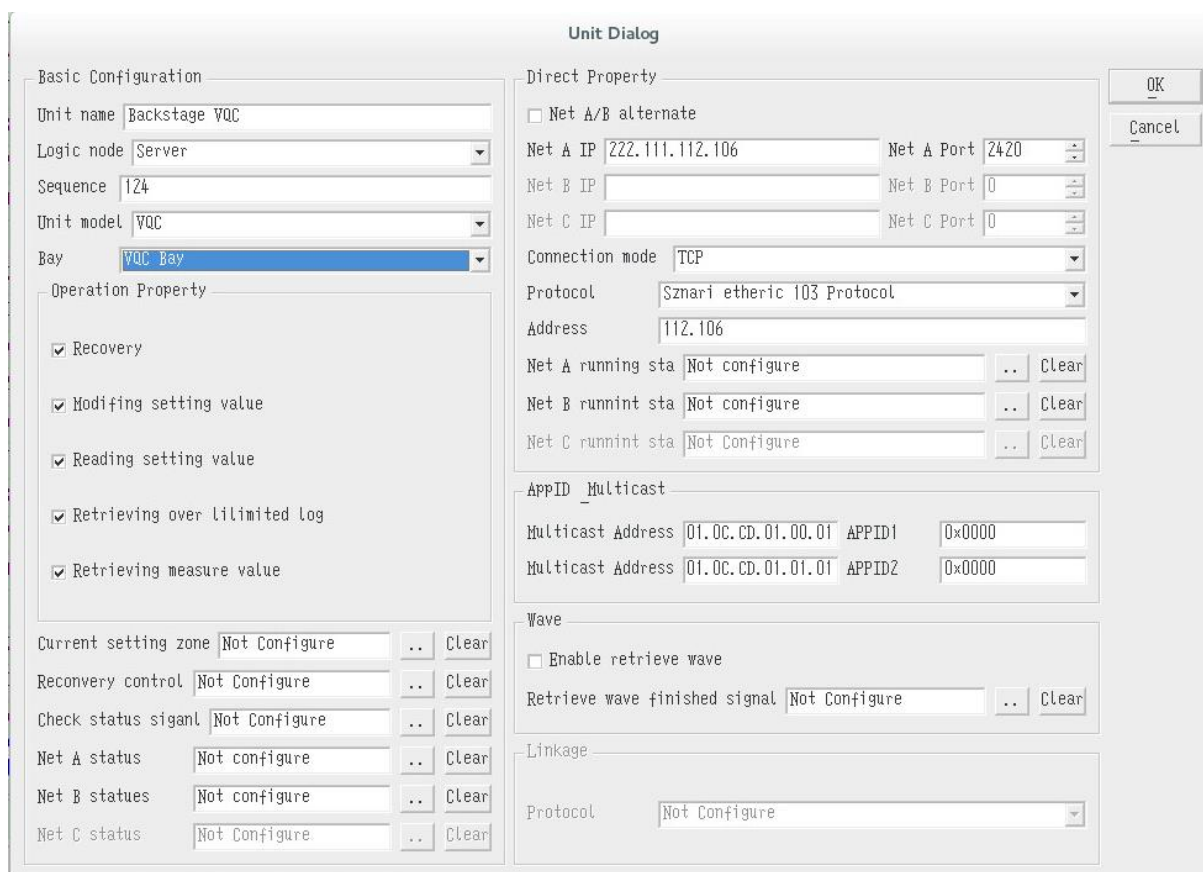 Unit Dialog
Basic Configuration
Unit name Backstage VQC
Logic node Server
Sequence 124
Unit model VQC
Bay VQC Bay
Operation Property
Recovery
Modifing setting value
Reading setting value
Retrieving over lilimited log
Retrieving measure value
Current setting zone Not Configure .. Clear
Reconvery control Not Configure .. Clear
Check status siganl Not Configure .. Clear
Net A status Not configure .. Clear
Net B statues Not configure .. Clear
Net C status Not Configure .. Clear
Direct Property
Net A/B alternate
Net A IP 222.111.112.106 Net A Port 2420
Net B IP Net B Port 0
Net C IP Net C Port 0
Connection mode TCP
Protocol Sznari etheric 103 Protocol
Address 112.106
Net A running sta Not configure .. Clear
Net B runnint sta Not configure .. Clear
Net C runnint sta Not Configure .. Clear
AppID _Multicast
Multicast Address 01.0C.CD.01.00.01 APPID1 0x0000
Multicast Address 01.0C.CD.01.01.01 APPID2 0x0000
Wave
Enable retrieve wave
Retrieve wave finished signal Not Configure .. Clear
Linkage
Protocol Not Configure
OK
Cancel